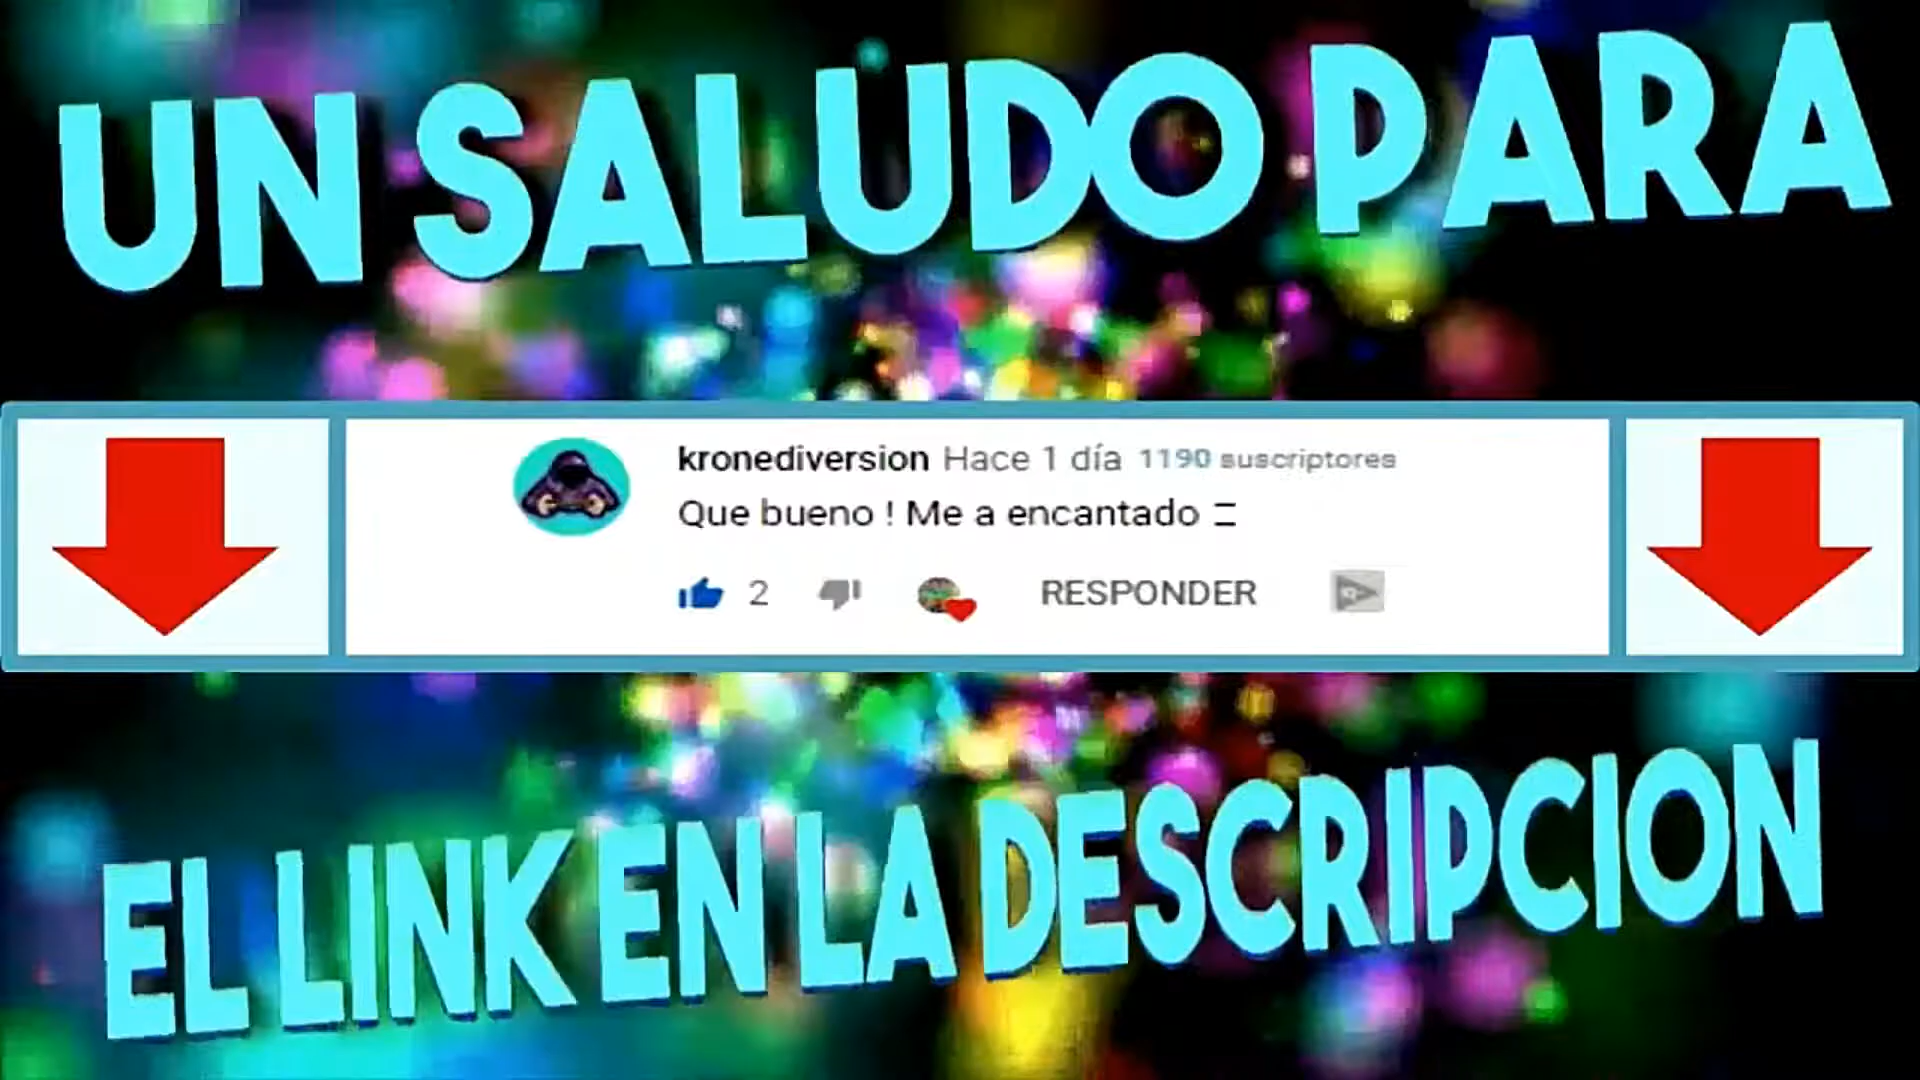 UN SALUDO PARA
kronediversion Hace 1 día 1190 suscriptores
Que bueno ! Me a encantado
2 RESPONDER
EL LINK EN LA DESCRIPCION